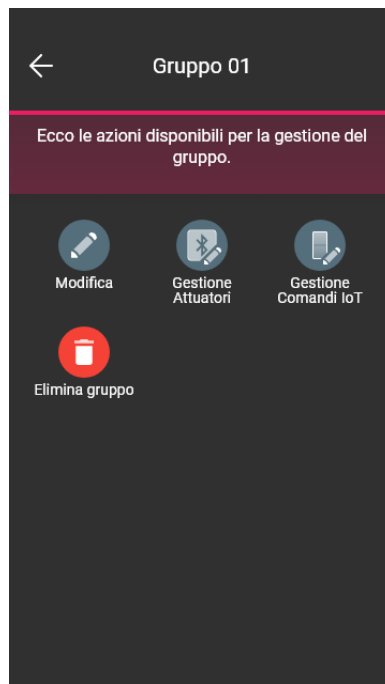 Gruppo 01
Ecco le azioni disponibili per la gestione del
gruppo.
Modifica
Gestione
Attuatori
Gestione
Comandi IoT
Elimina gruppo